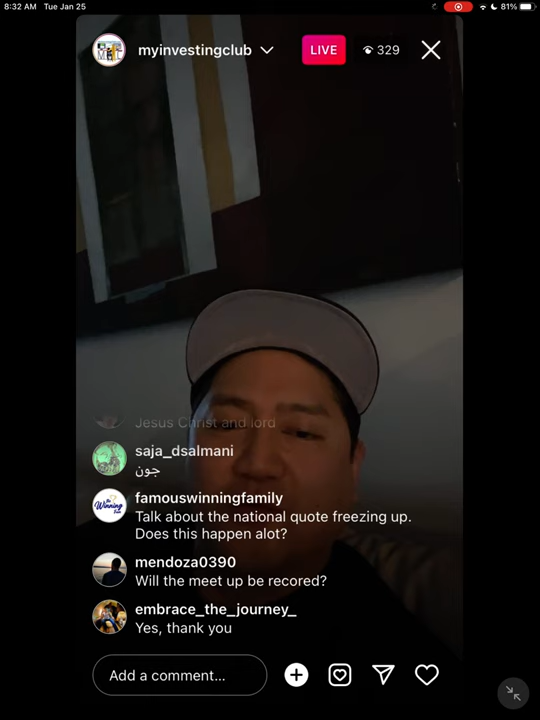 8:32 AM Tue Jan 25
81%
myinvestingclub
LIVE
329
Jesus Christ and lord
saja_dsalmani
جون
famouswinningfamily
Talk about the national quote freezing up.
Does this happen alot?
mendoza0390
Will the meet up be recored?
embrace_the_journey_
Yes, thank you
Add a comment...